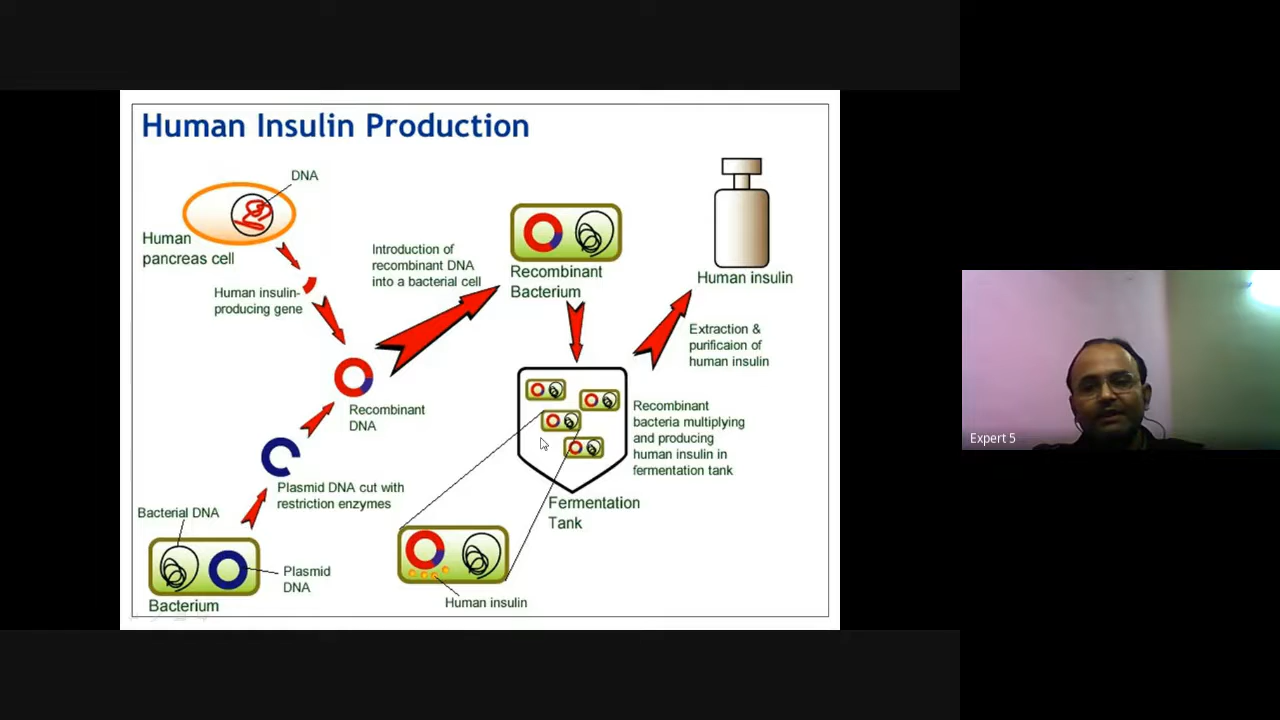 Human Insulin Production
DNA
Human
pancreas cell
Human insulin-
producing gene
Introduction of
recombinant DNA
into a bacterial cell
Recombinant
Bacterium
Human insulin
Extraction &
purificaion of
human insulin
Recombinant
DNA
Recombinant
bacteria multiplying
and producing
human insulin in
fermentation tank
Plasmid DNA cut with
restriction enzymes
Fermentation
Tank
Bacterial DNA
Plasmid
DNA
Bacterium
Human insulin
Expert 5